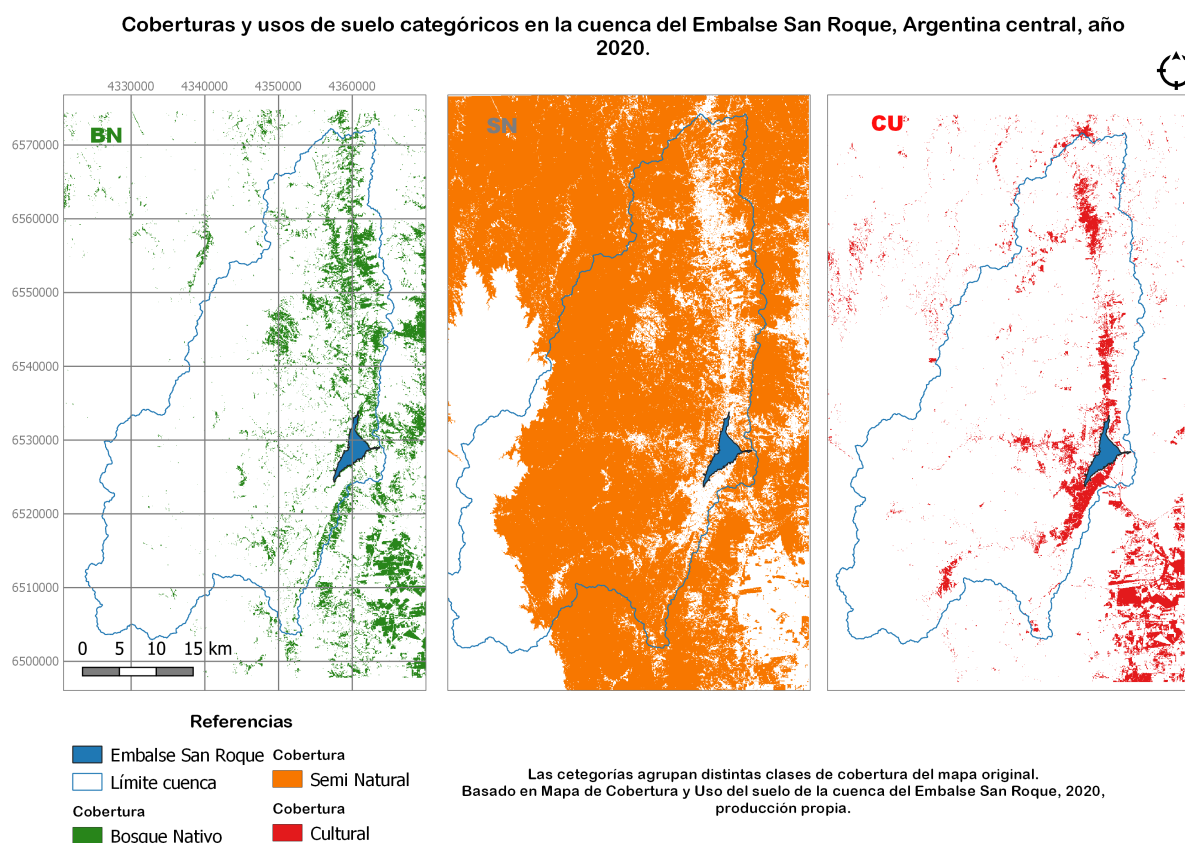 Coberturas y usos de suelo categóricos en la cuenca del Embalse San Roque, Argentina central, año
2020.
4330000 4340000 4350000 4360000
BN
SN
CU
6570000
6560000
6550000
6540000
6530000
6520000
6510000
6500000
0 5 10 15 km
Referencias
Embalse San Roque
Límite cuenca
Cobertura
Bosque Nativo
Cobertura
Semi Natural
Cobertura
Cultural
Las cetegorías agrupan distintas clases de cobertura del mapa original.
Basado en Mapa de Cobertura y Uso del suelo de la cuenca del Embalse San Roque, 2020,
producción propia.